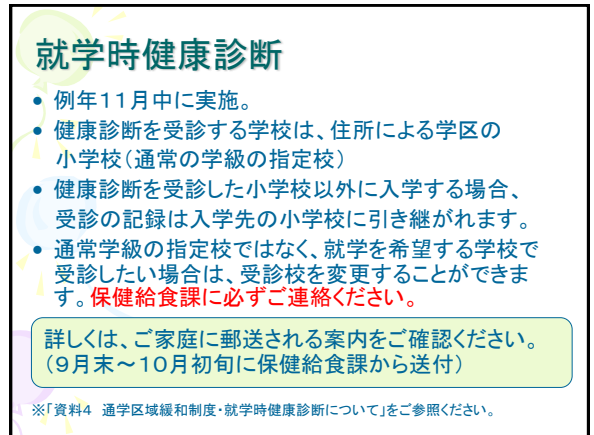 就学時健康診断
• 例年11月中に実施。
• 健康診断を受診する学校は、住所による学区の
小学校(通常の学級の指定校)
• 健康診断を受診した小学校以外に入学する場合、
受診の記録は入学先の小学校に引き継がれます。
• 通常学級の指定校ではなく、就学を希望する学校で
受診したい場合は、受診校を変更することができま
す。保健給食課に必ずご連絡ください。
詳しくは、ご家庭に郵送される案内をご確認ください。
(9月末～10月初旬に保健給食課から送付)
※「資料4 通学区域緩和制度・就学時健康診断について」をご参照ください。